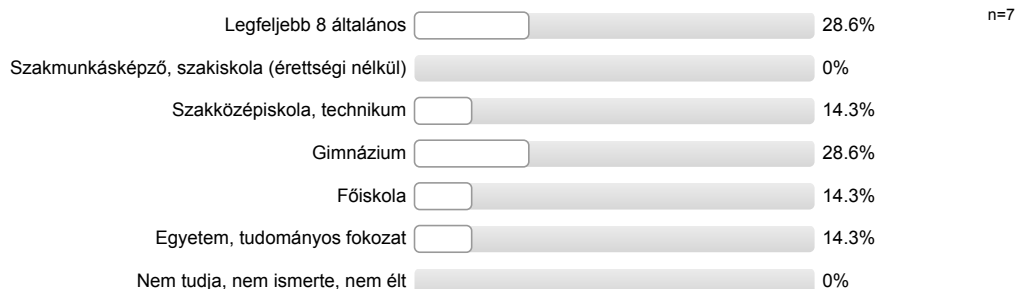 Legfeljebb 8 általános 28.6% n=7
Szakmunkásképző, szakiskola (érettségi nélkül) 0%
Szakközépiskola, technikum 14.3%
Gimnázium 28.6%
Főiskola 14.3%
Egyetem, tudományos fokozat 14.3%
Nem tudja, nem ismerte, nem élt 0%